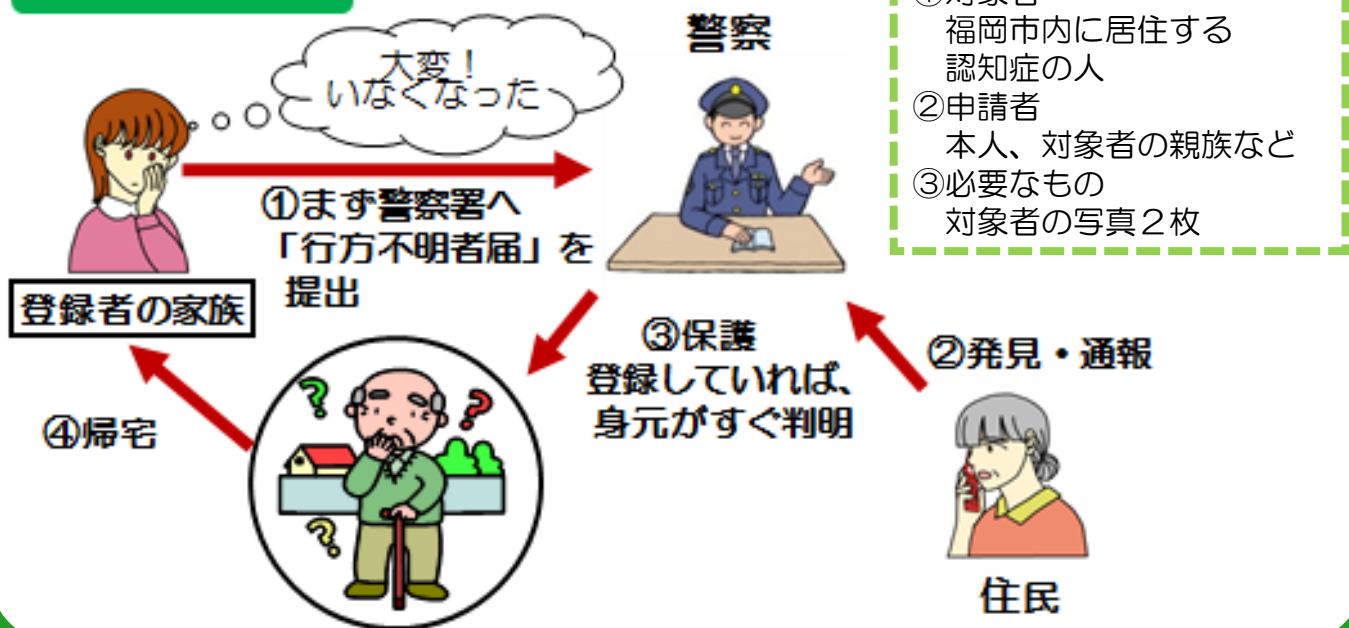 警察
大変！
いなくなった
①まず警察署へ
「行方不明者届」を
提出
登録者の家族
②発見・通報
住民
③保護
登録していれば、
身元がすぐ判明
④帰宅
①対象者
福岡市内に居住する
認知症の人
②申請者
本人、対象者の親族など
③必要なもの
対象者の写真２枚